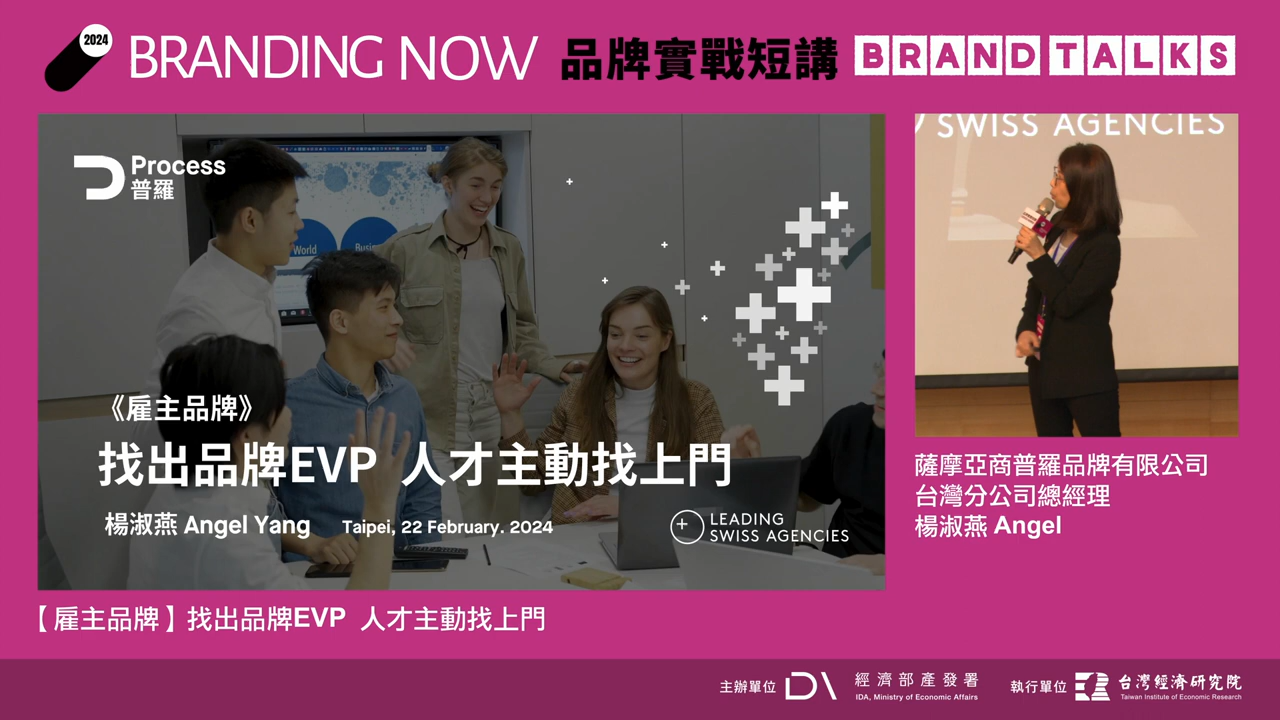 2024
BRANDING NOW 品牌實戰短講 BRAND TALKS
Process
普羅
World
Busin
《雇主品牌》
找出品牌EVP 人才主動找上門
楊淑燕 Angel Yang Taipei, 22 February. 2024
LEADING
SWISS AGENCIES
SWISS AGENCIES
薩摩亞商普羅品牌有限公司
台灣分公司總經理
楊淑燕 Angel
【雇主品牌】找出品牌EVP 人才主動找上門
主辦單位 經濟部產業發展署
IDA, Ministry of Economic Affairs
執行單位 台灣經濟研究院
Taiwan Institute of Economic Research